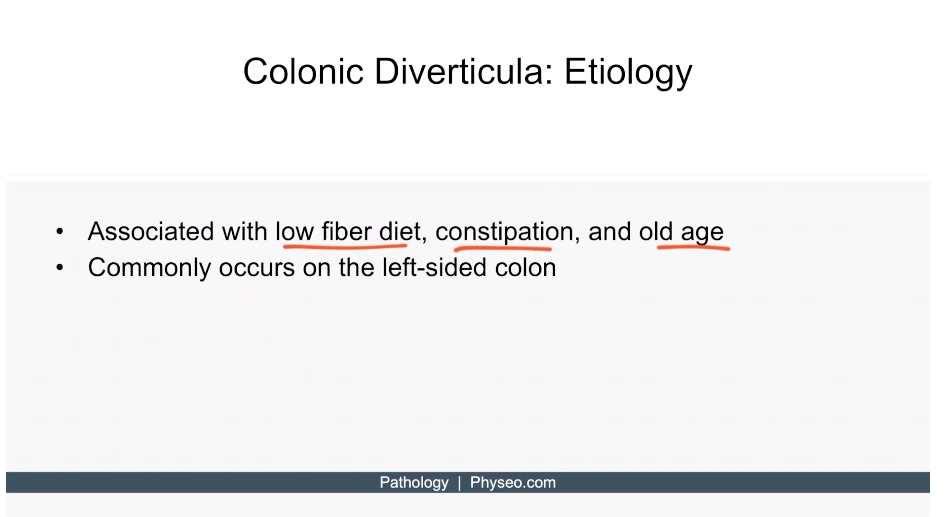 Colonic Diverticula: Etiology
• Associated with low fiber diet, constipation, and old age
• Commonly occurs on the left-sided colon
Pathology | Physeo.com